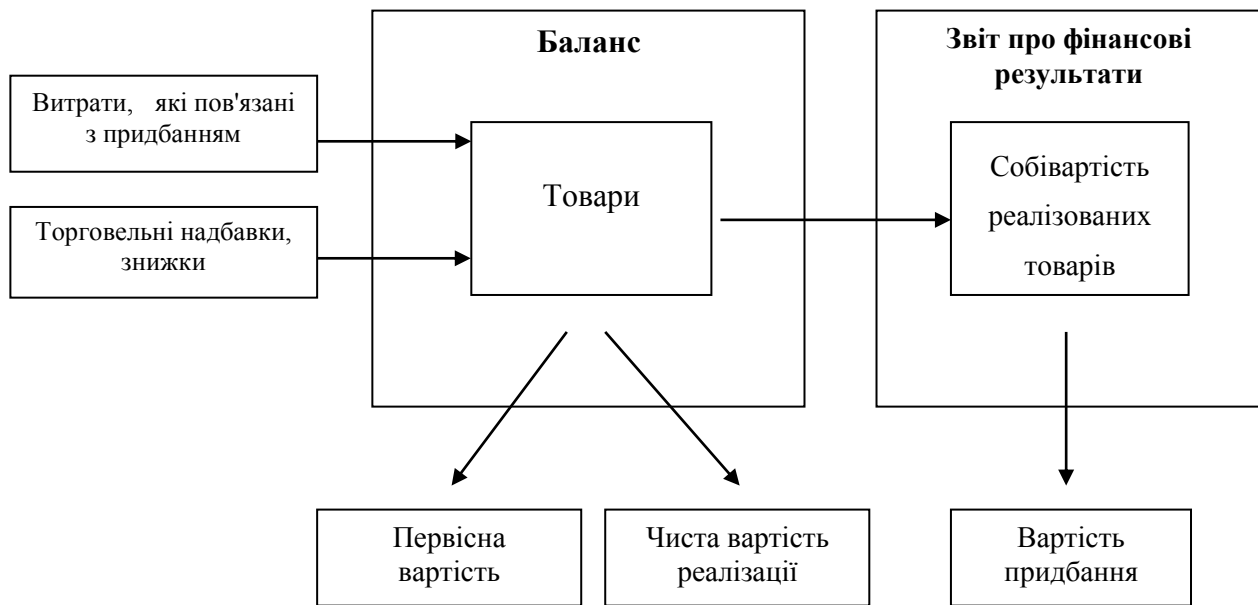 Баланс
Звіт про фінансові
результати
Витрати, які пов'язані
з придбанням
Товари
Собівартість
реалізованих
товарів
Торговельні надбавки,
знижки
Первісна
вартість
Чиста вартість
реалізації
Вартість
придбання